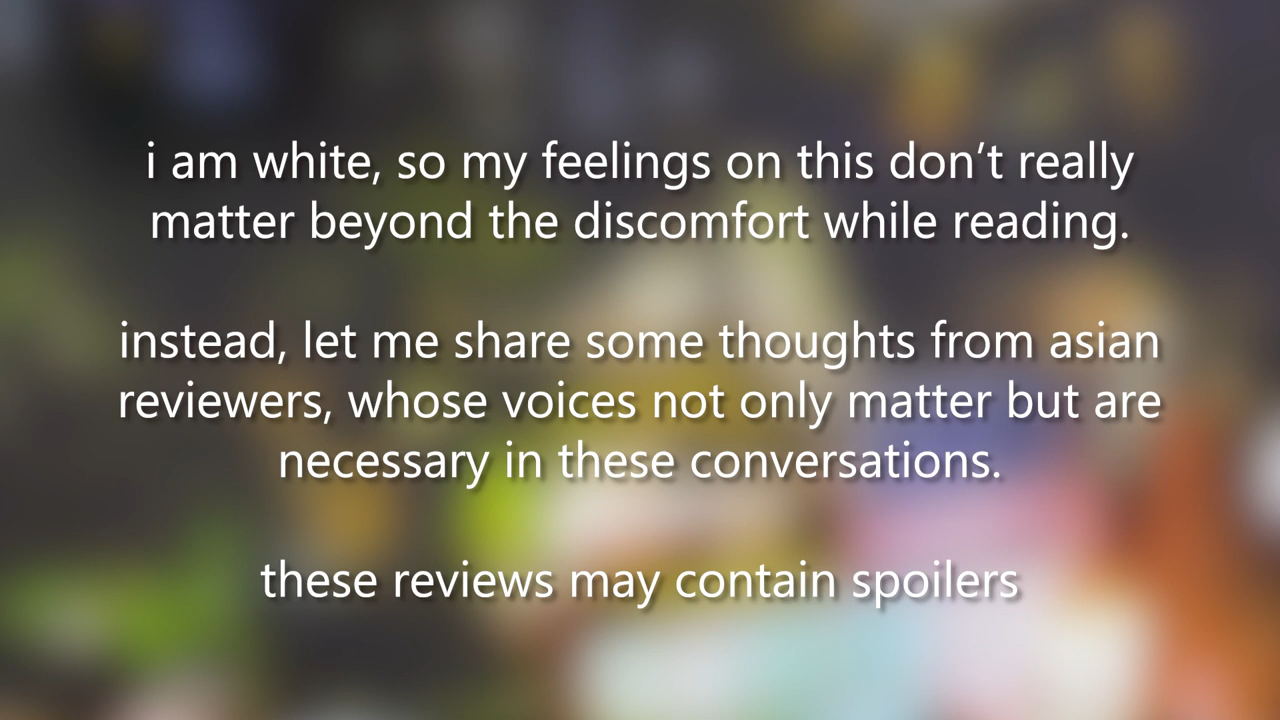 i am white, so my feelings on this don’t really
matter beyond the discomfort while reading.
instead, let me share some thoughts from asian
reviewers, whose voices not only matter but are
necessary in these conversations.
these reviews may contain spoilers